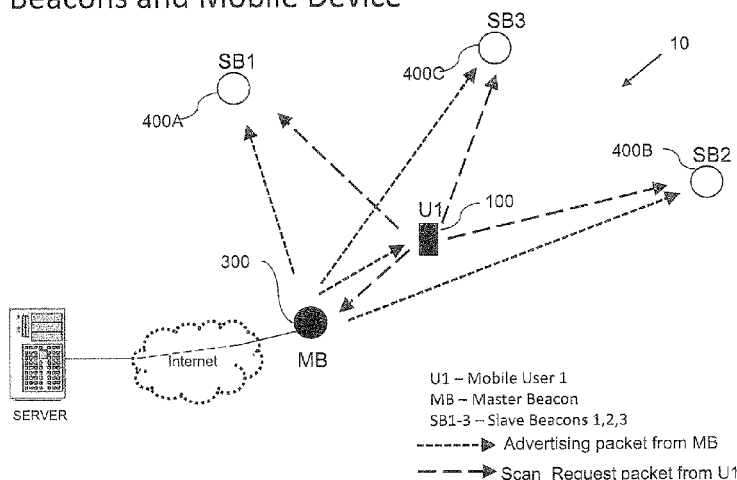 Beacons and Mobile Device
SB3
10
SB1
400C
400A
400B
SB2
U1
100
300
Internet
MB
SERVER
U1 – Mobile User 1
MB – Master Beacon
SB1-3 – Slave Beacons 1,2,3
Advertising packet from MB
Scan_Request packet from U1